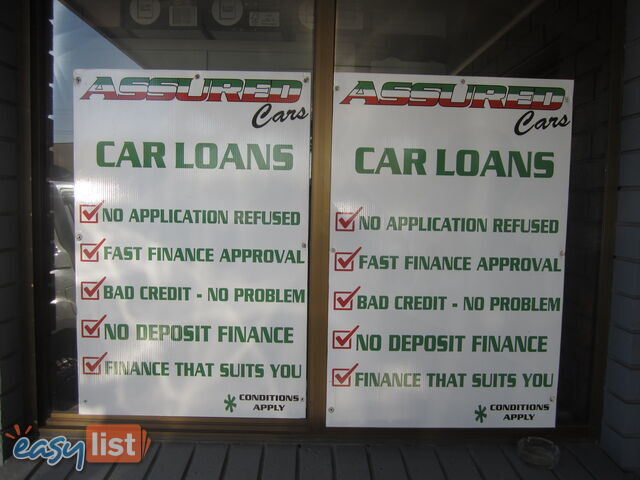 ASSURED
Cars
CAR LOANS
NO APPLICATION REFUSED
FAST FINANCE APPROVAL
BAD CREDIT - NO PROBLEM
NO DEPOSIT FINANCE
FINANCE THAT SUITS YOU
* CONDITIONS
APPLY
ASSURED
Cars
CAR LOANS
NO APPLICATION REFUSED
FAST FINANCE APPROVAL
BAD CREDIT - NO PROBLEM
NO DEPOSIT FINANCE
FINANCE THAT SUITS YOU
* CONDITIONS
APPLY
easylist